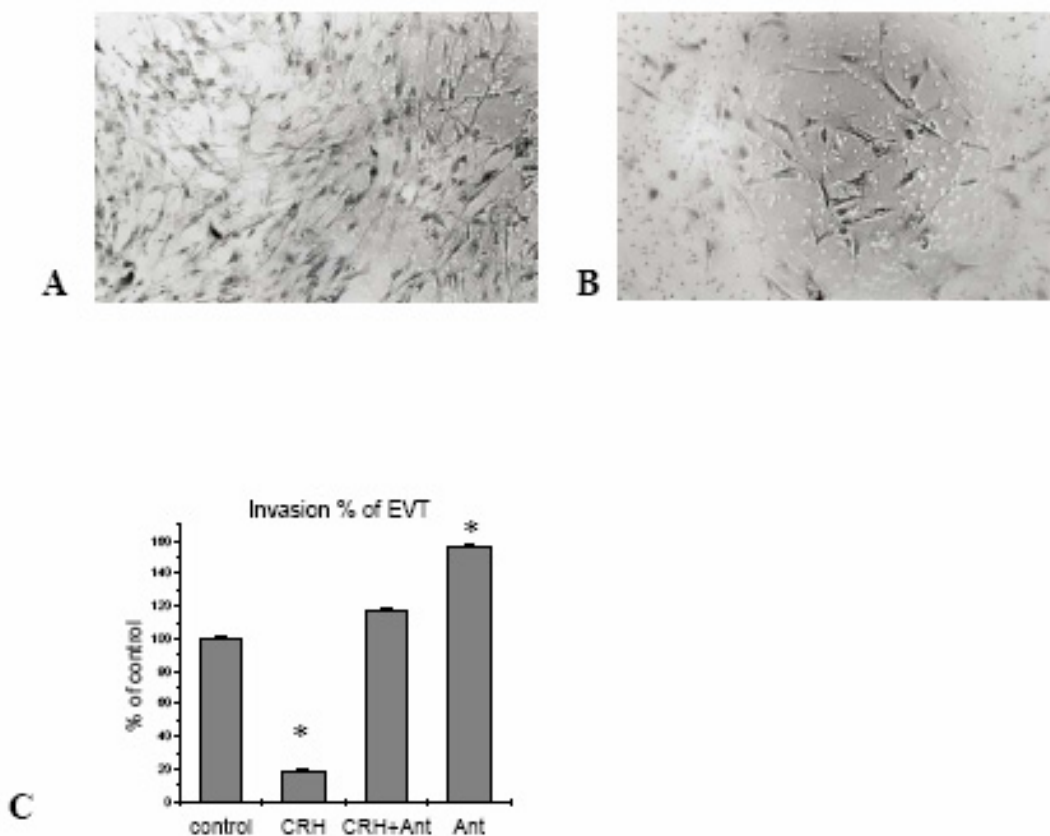 A
B
Invasion % of EVT
*
*
% of control
160
140
120
100
80
60
40
20
0
control CRH CRH+Ant Ant
C